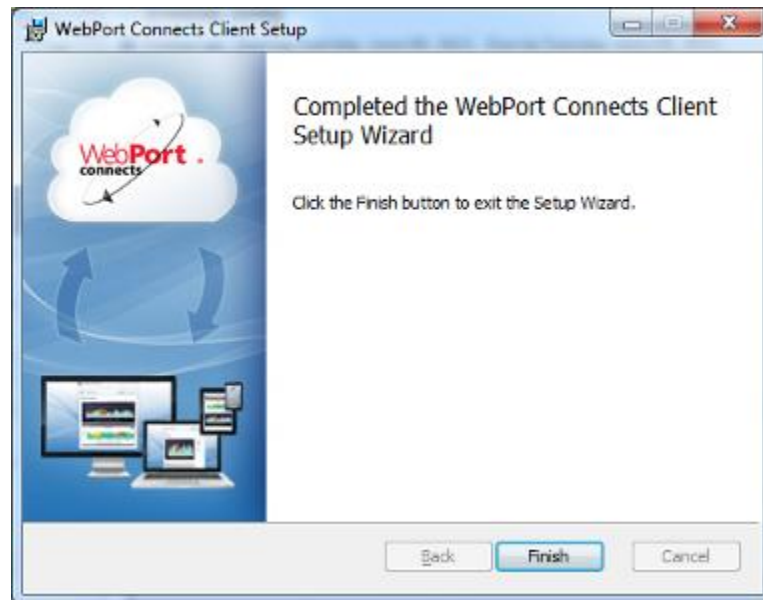 WebPort Connects Client Setup
WebPort.
connects
Completed the WebPort Connects Client
Setup Wizard
Click the Finish button to exit the Setup Wizard.
Back
Finish
Cancel